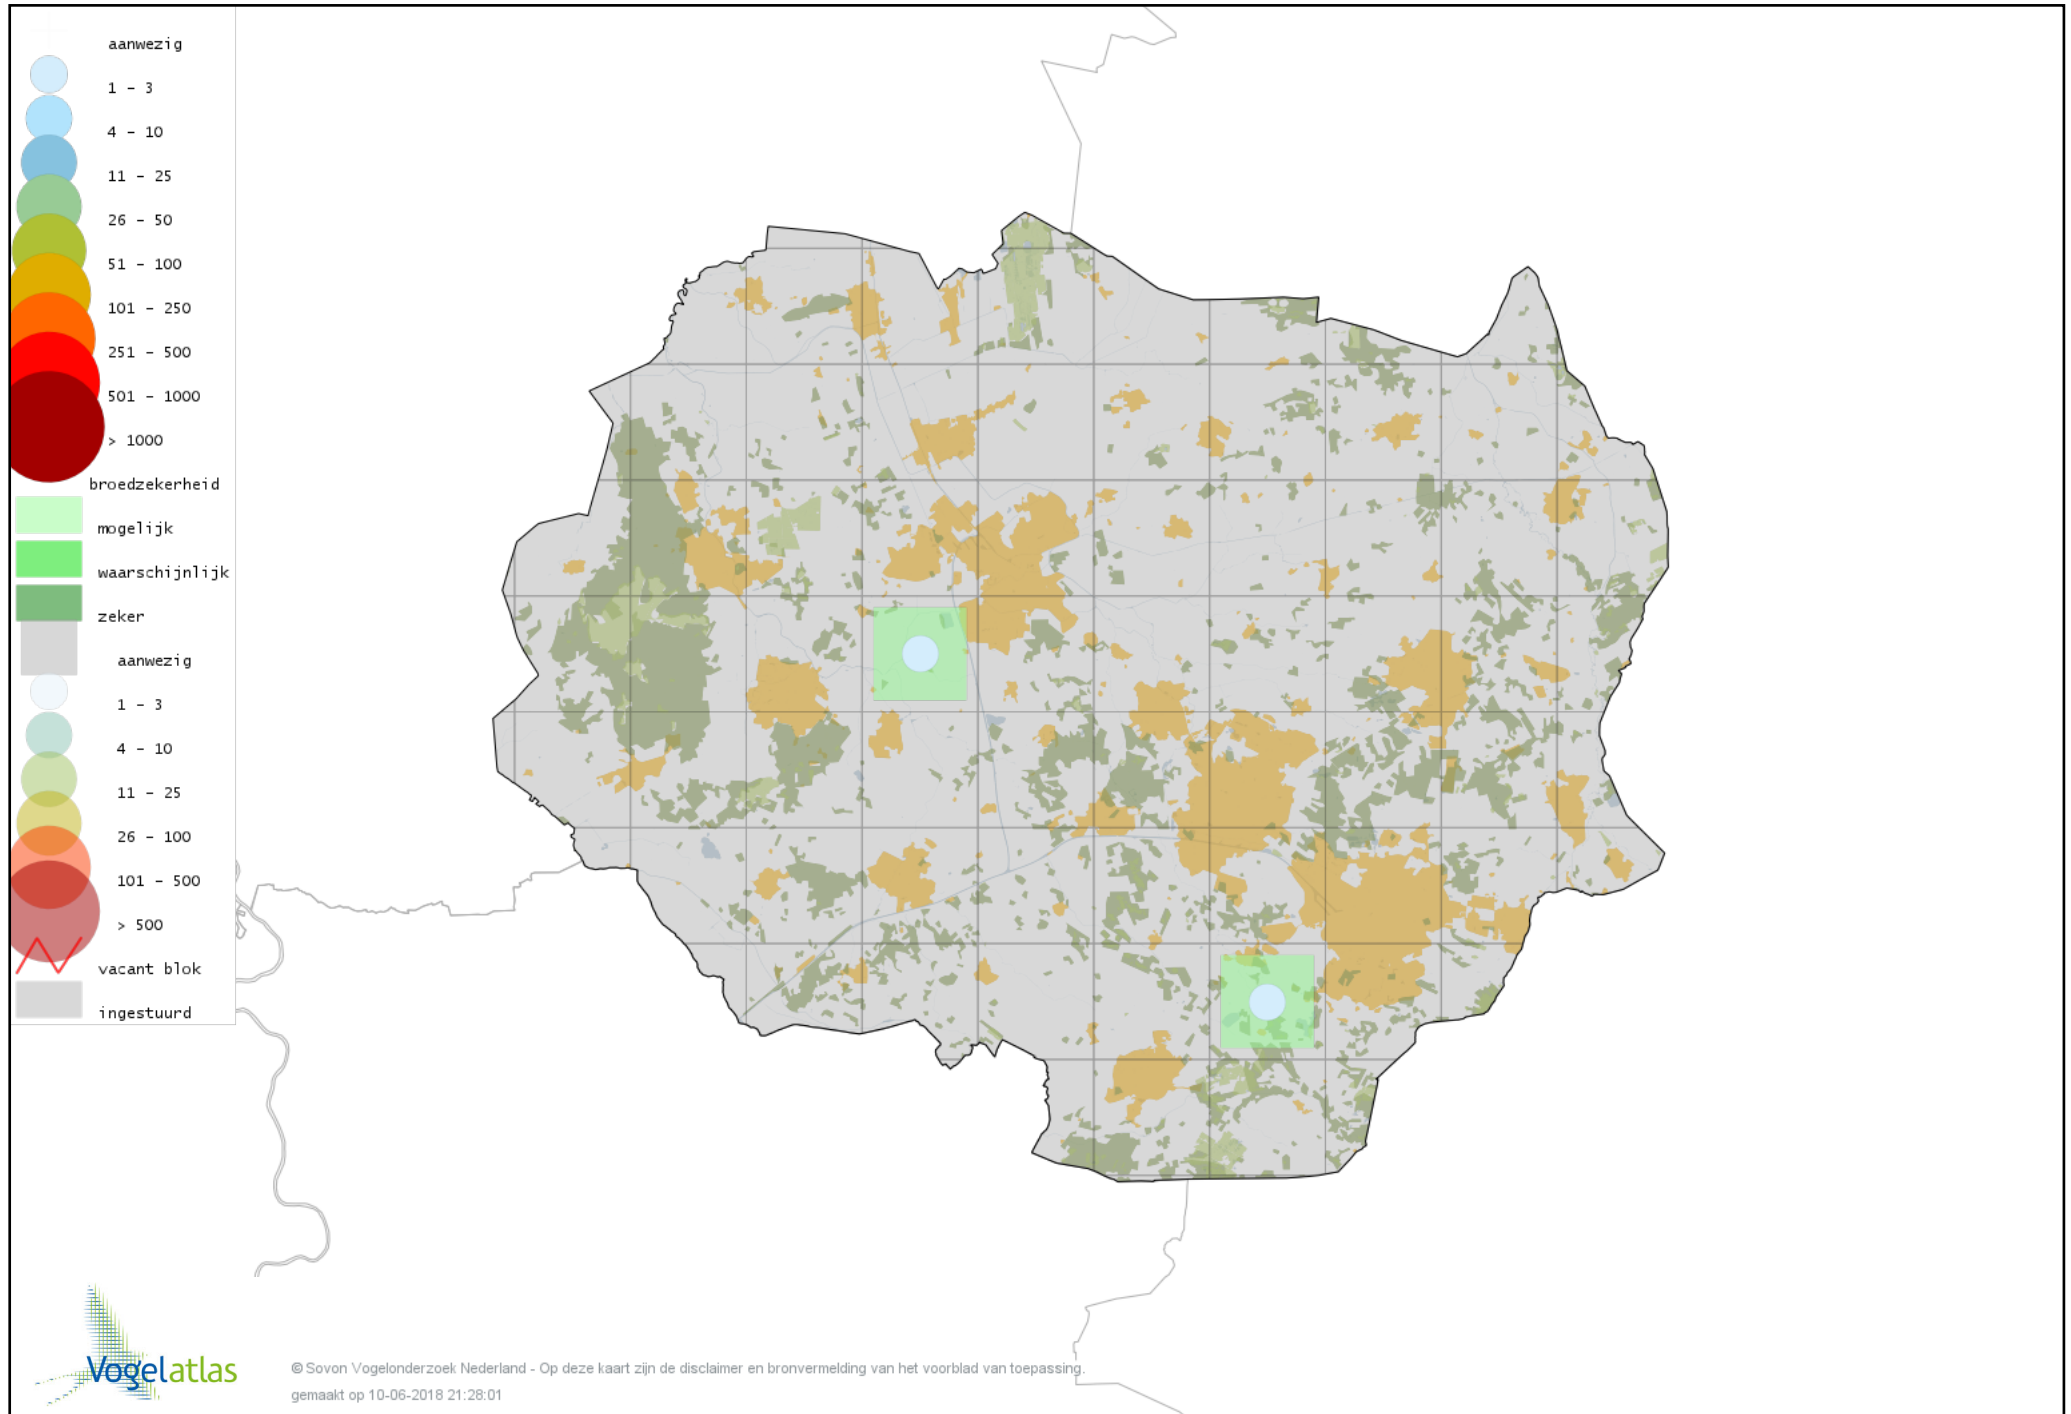 aanwezig
1 - 3
4 - 10
11 - 25
26 - 50
51 - 100
101 - 250
251 - 500
501 - 1000
> 1000
broedzekerheid
mogelijk
waarschijnlijk
zeker
aanwezig
1 - 3
4 - 10
11 - 25
26 - 100
101 - 500
> 500
vacant blok
ingestuurd
Vogelatlas
© Sovon Vogelonderzoek Nederland - Op deze kaart zijn de disclaimer en bronvermelding van het voorblad van toepassing.
gemaakt op 10-06-2018 21:28:01